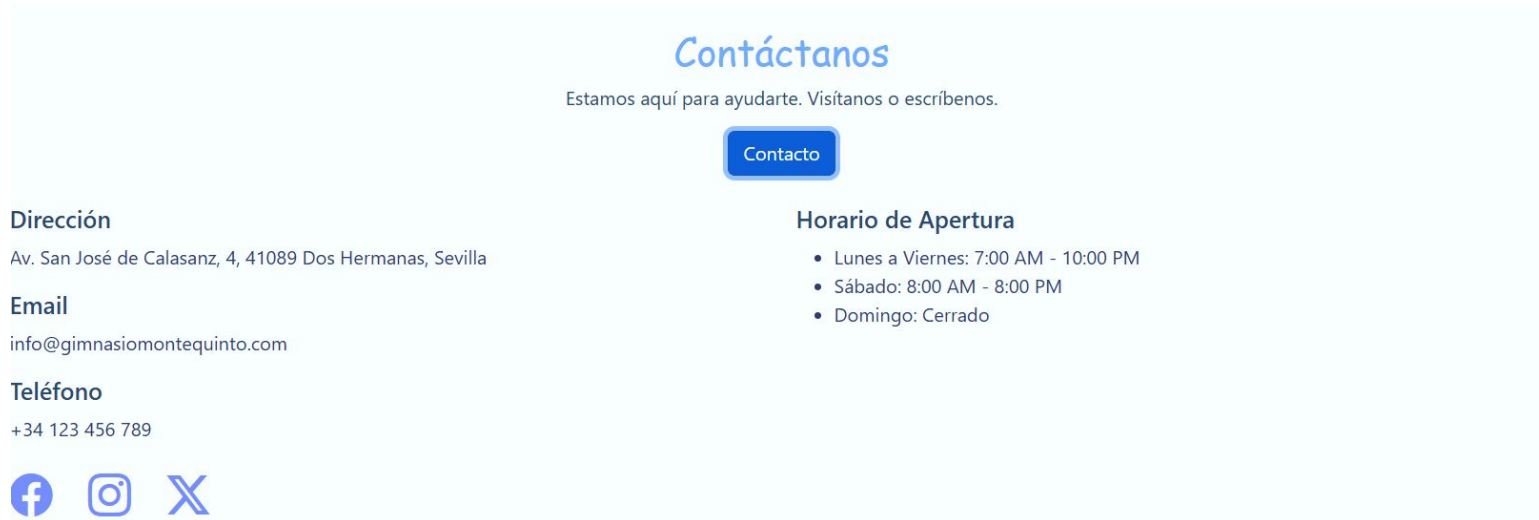 Contáctanos
Estamos aquí para ayudarte. Visítanos o escríbenos.
Contacto
Dirección
Av. San José de Calasanz, 4, 41089 Dos Hermanas, Sevilla
Email
info@gimnasiomontequinto.com
Teléfono
+34 123 456 789
Horario de Apertura
• Lunes a Viernes: 7:00 AM - 10:00 PM
• Sábado: 8:00 AM - 8:00 PM
• Domingo: Cerrado